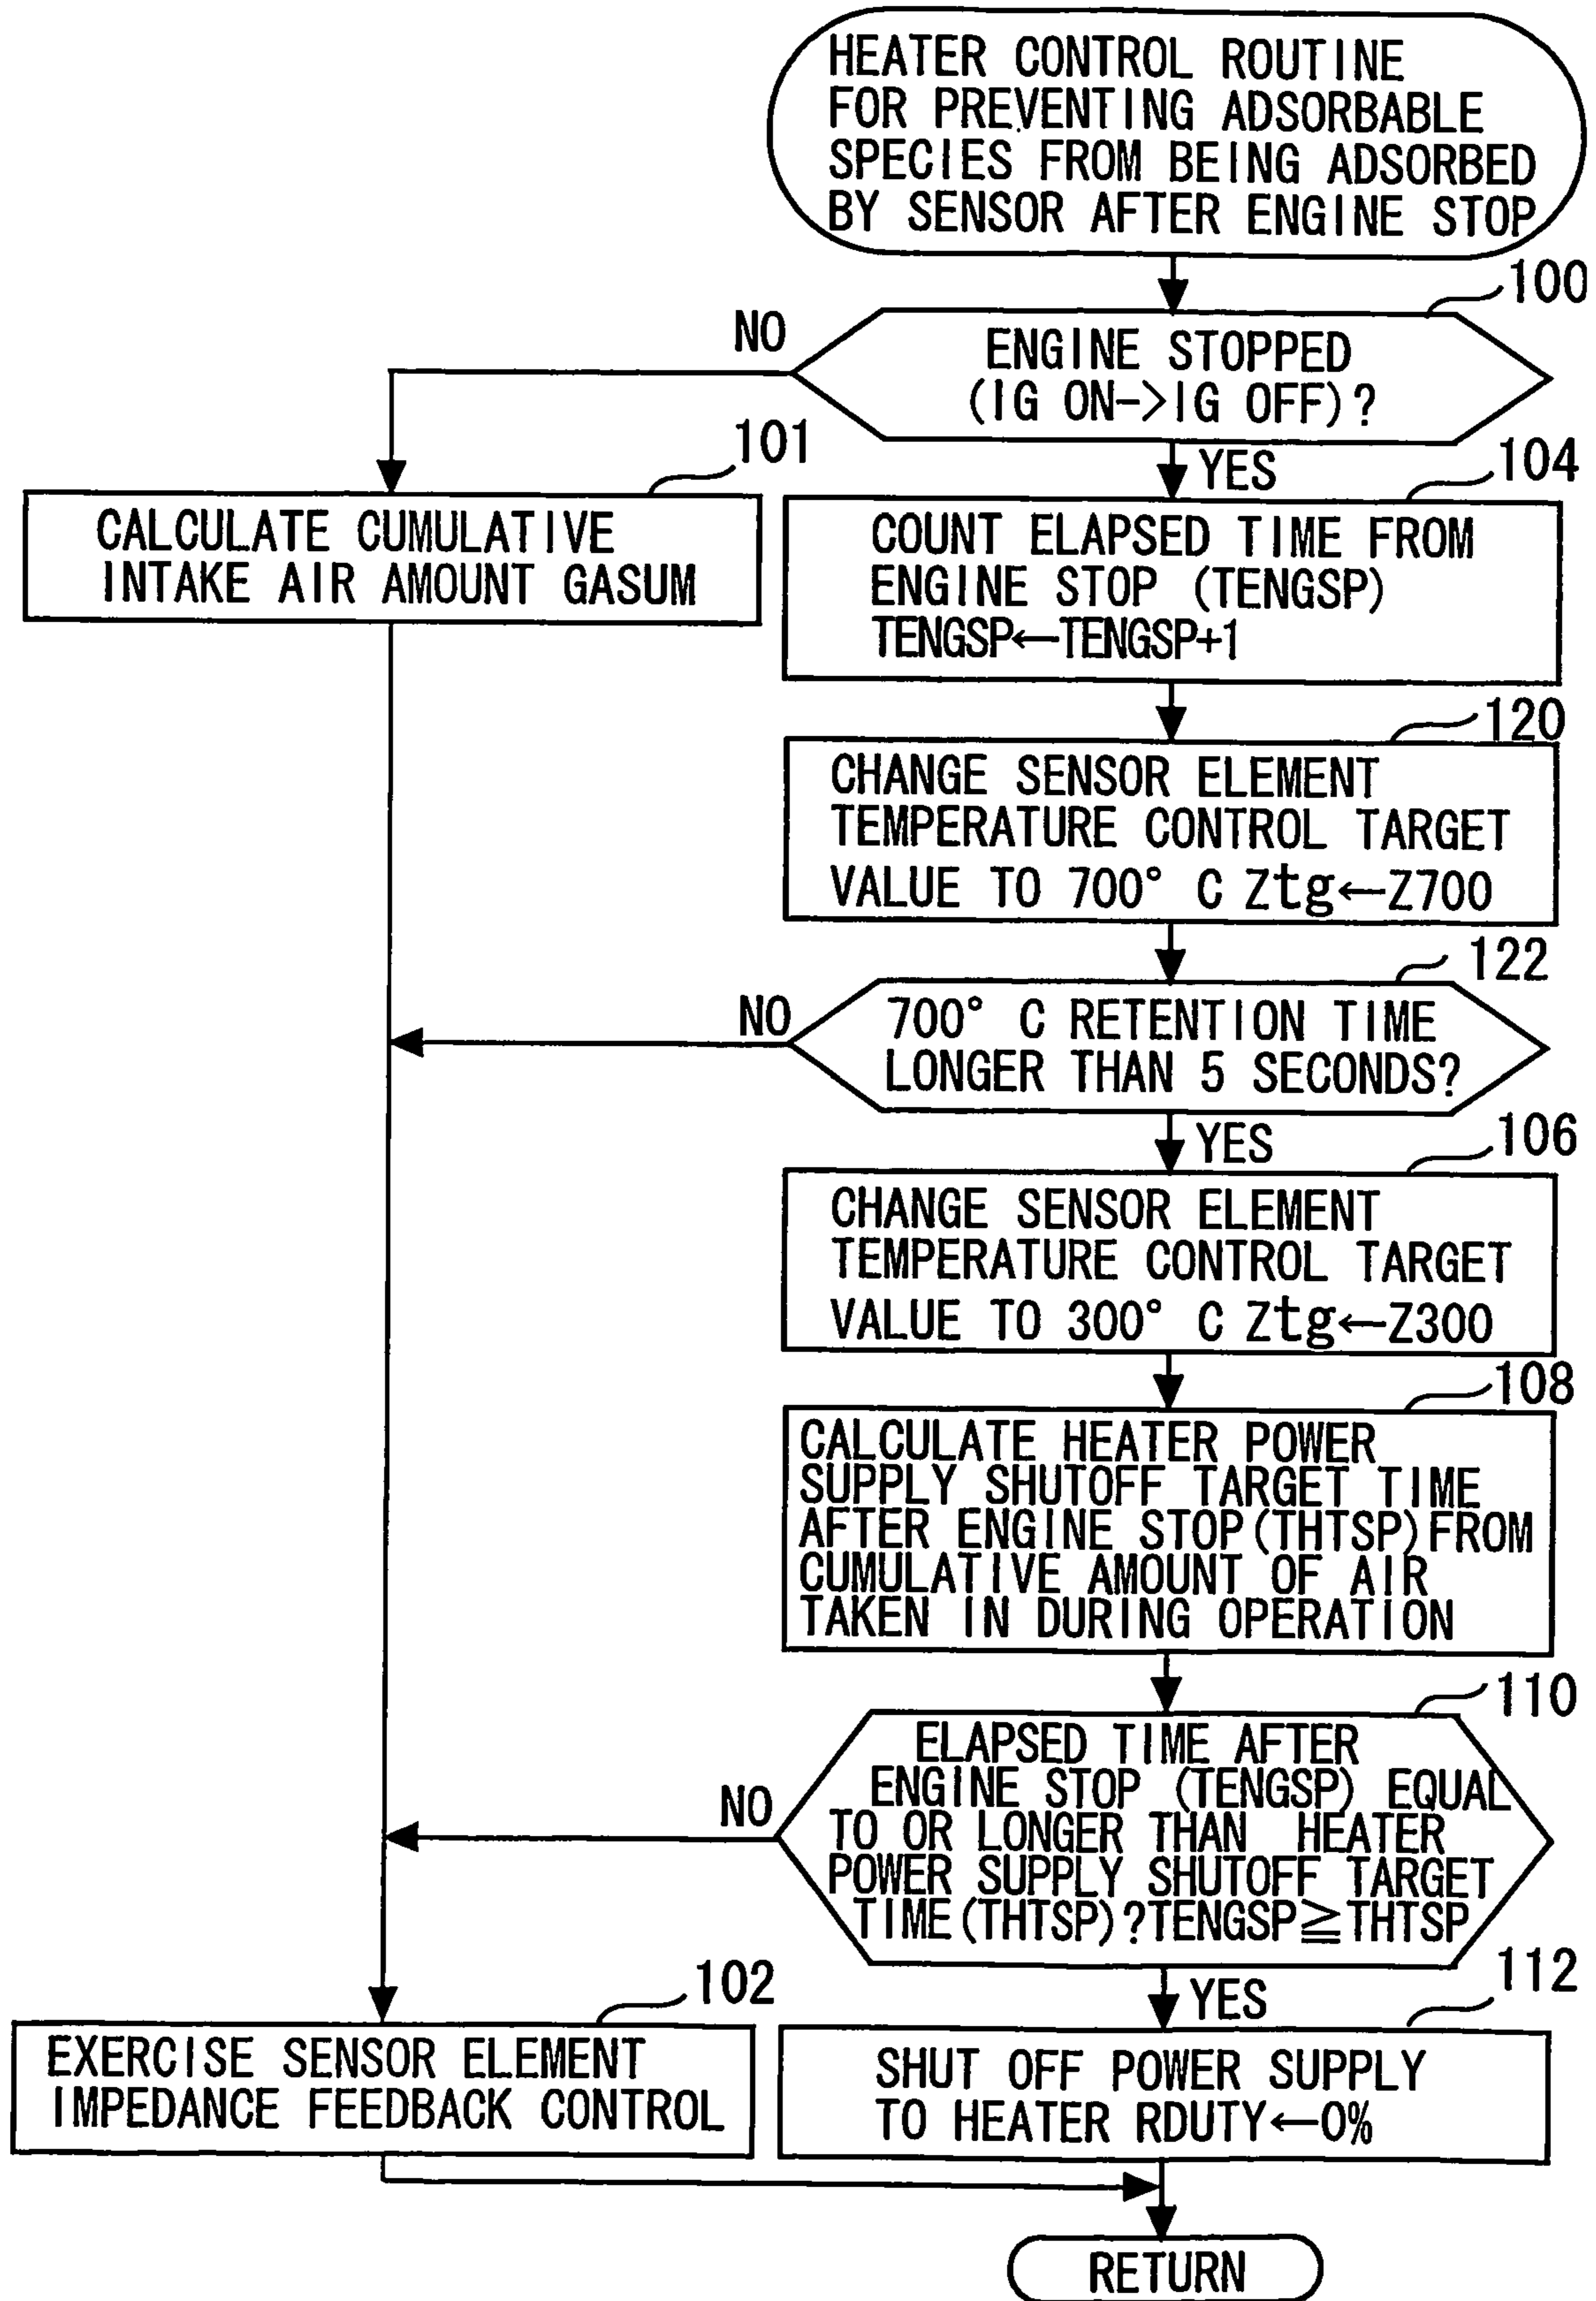 HEATER CONTROL ROUTINE
FOR PREVENTING ADSORBABLE
SPECIES FROM BEING ADSORBED
BY SENSOR AFTER ENGINE STOP
100
NO
ENGINE STOPPED
(IG ON->IG OFF)?
101
YES
104
CALCULATE CUMULATIVE
INTAKE AIR AMOUNT GASUM
COUNT ELAPSED TIME FROM
ENGINE STOP (TENGSP)
TENGSP←TENGSP+1
120
CHANGE SENSOR ELEMENT
TEMPERATURE CONTROL TARGET
VALUE TO 700° C Ztg←Z700
122
NO
700° C RETENTION TIME
LONGER THAN 5 SECONDS?
YES
106
CHANGE SENSOR ELEMENT
TEMPERATURE CONTROL TARGET
VALUE TO 300° C Ztg←Z300
108
CALCULATE HEATER POWER
SUPPLY SHUTOFF TARGET TIME
AFTER ENGINE STOP(THTSP)FROM
CUMULATIVE AMOUNT OF AIR
TAKEN IN DURING OPERATION
110
NO
ELAPSED TIME AFTER
ENGINE STOP (TENGSP) EQUAL
TO OR LONGER THAN HEATER
POWER SUPPLY SHUTOFF TARGET
TIME(THTSP)?TENGSP≧THTSP
102
YES
112
EXERCISE SENSOR ELEMENT
IMPEDANCE FEEDBACK CONTROL
SHUT OFF POWER SUPPLY
TO HEATER RDUTY←0%
RETURN